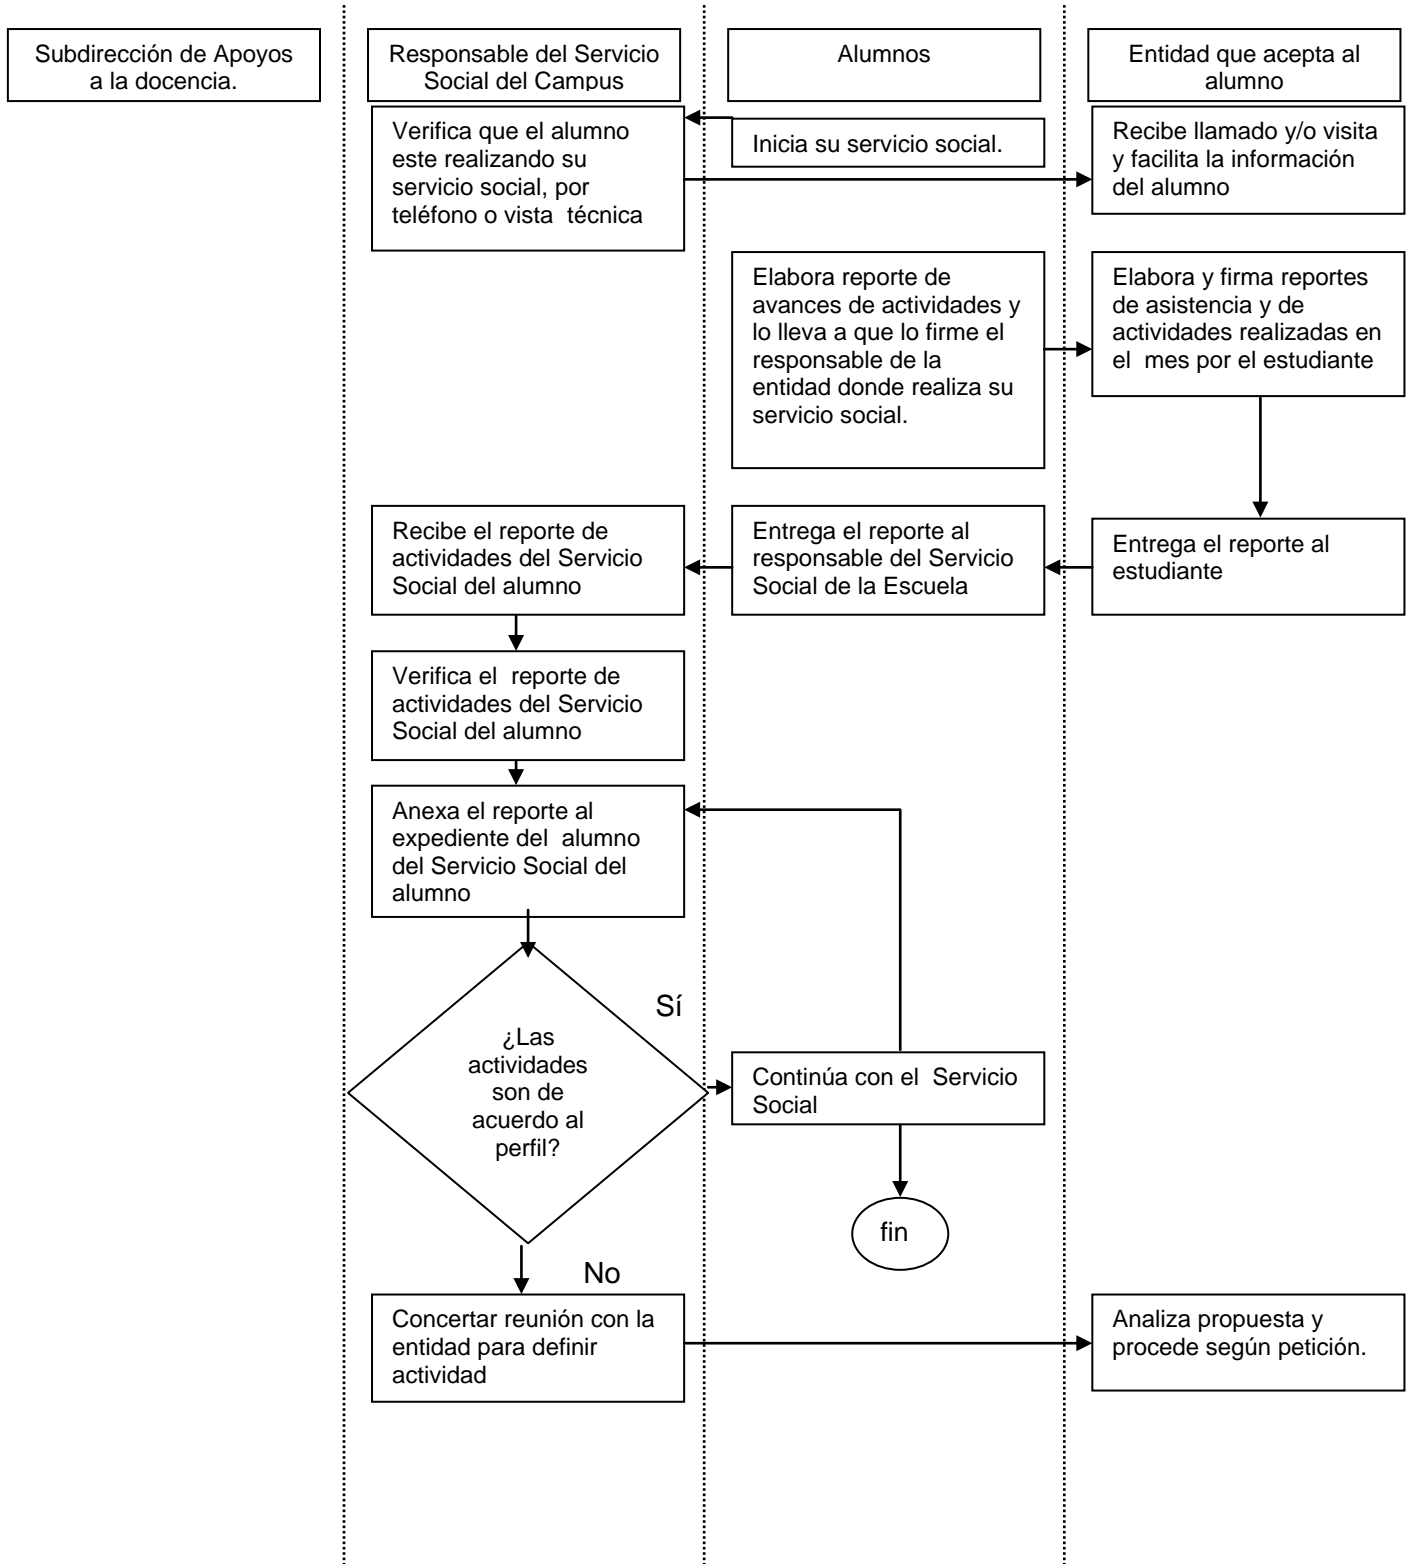 Subdirección de Apoyos
a la docencia.
Responsable del Servicio
Social del Campus
Alumnos
Entidad que acepta al
alumno
Verifica que el alumno
este realizando su
servicio social, por
teléfono o vista  técnica
Inicia su servicio social.
Recibe llamado y/o visita
y facilita la información
del alumno
Elabora reporte de
avances de actividades y
lo lleva a que lo firme el
responsable de la
entidad donde realiza su
servicio social.
Elabora y firma reportes
de asistencia y de
actividades realizadas en
el  mes por el estudiante
Recibe el reporte de
actividades del Servicio
Social del alumno
Entrega el reporte al
responsable del Servicio
Social de la Escuela
Entrega el reporte al
estudiante
Verifica el  reporte de
actividades del Servicio
Social del alumno
Anexa el reporte al
expediente del  alumno
del Servicio Social del
alumno
Sí
¿Las
actividades
son de
acuerdo al
perfil?
Continúa con el  Servicio
Social
fin
No
Concertar reunión con la
entidad para definir
actividad
Analiza propuesta y
procede según petición.